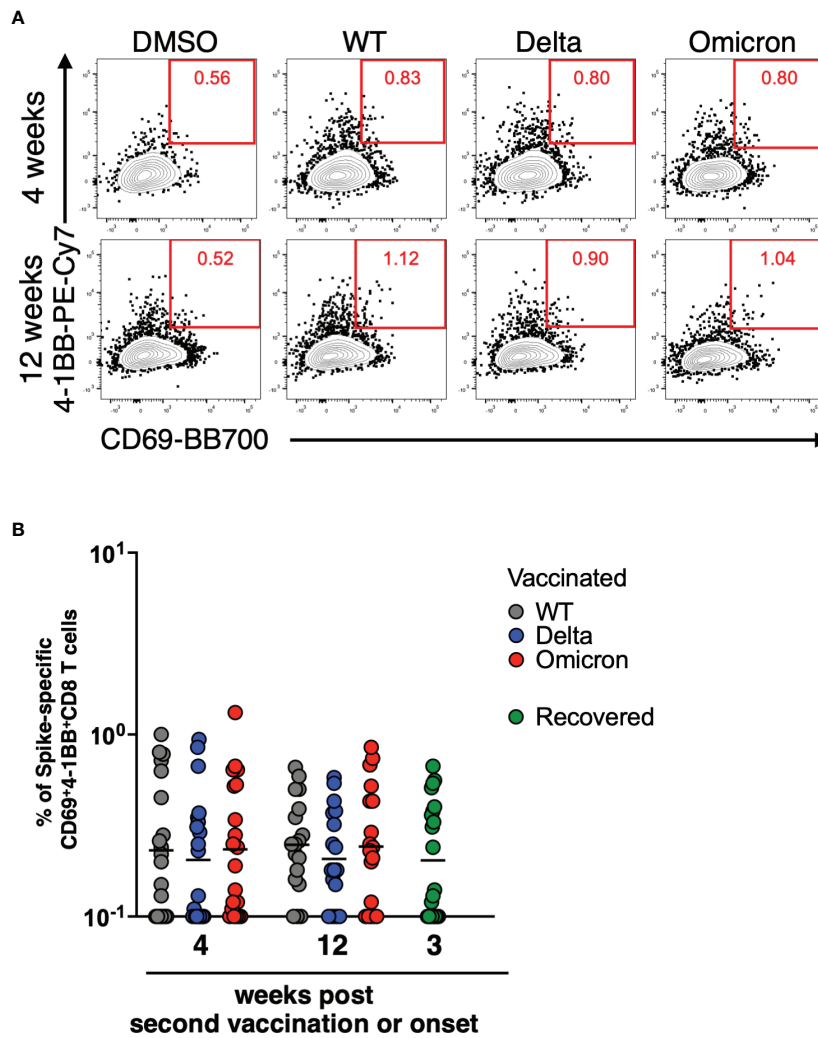 A
DMSO WT Delta Omicron
4 weeks
0.56 0.83 0.80 0.80
12 weeks
0.52 1.12 0.90 1.04
4-1BB-PE-Cy7
CD69-BB700
B
% of Spike-specific
CD69⁺4-1BB⁺CD8 T cells
10¹
10⁰
10⁻¹
4 12 3
weeks post
second vaccination or onset
Vaccinated
WT
Delta
Omicron
Recovered